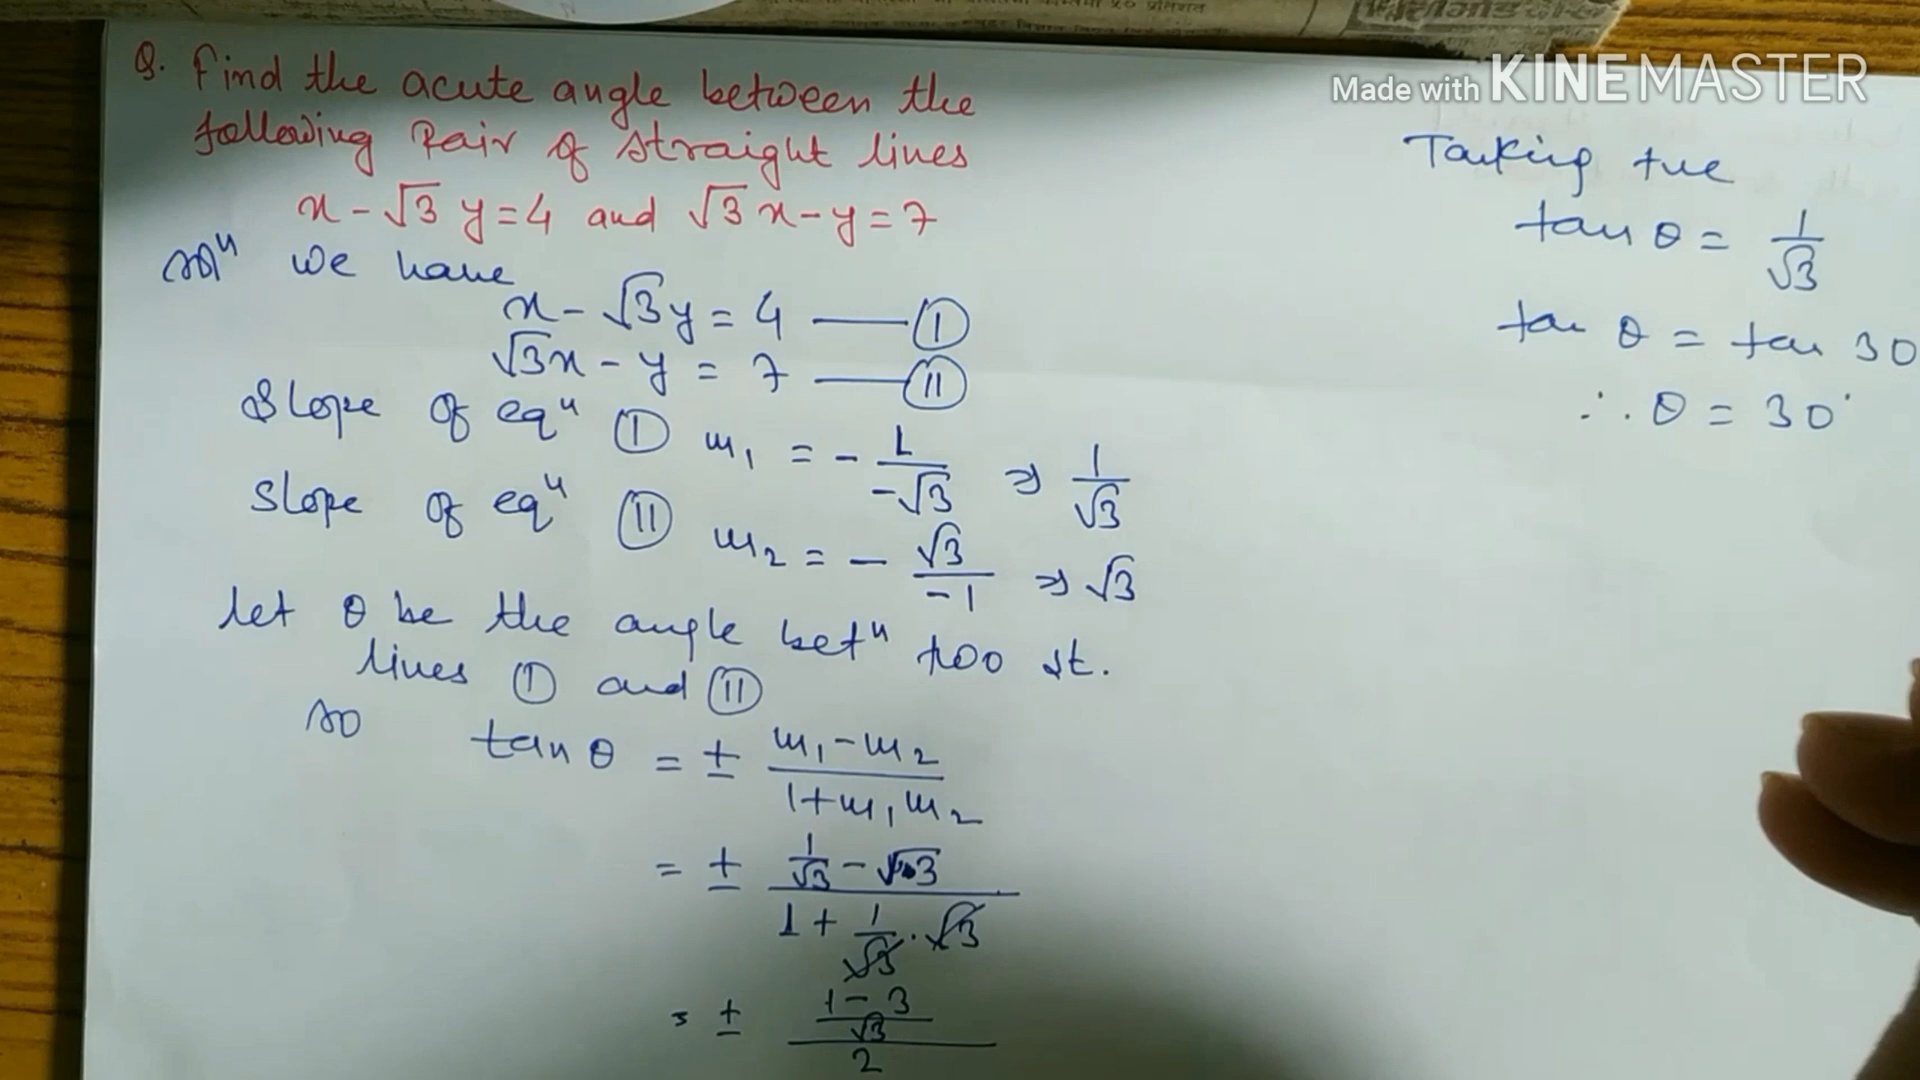 Made with KINEMASTER
Q. Find the acute angle between the
following Pair of straight lines
x - √3 y = 4 and √3 x - y = 7
solⁿ we have
x - √3y = 4 —— (I)
√3x - y = 7 —— (II)
Slope of eqⁿ (I) m₁ = - 1/-√3 ⇒ 1/√3
Slope of eqⁿ (II) m₂ = - √3/-1 ⇒ √3
let θ be the angle betⁿ two st.
lines (I) and (II)
so tan θ = ± (m₁ - m₂)/(1 + m₁m₂)
= ± (1/√3 - √3)/(1 + 1/√3 · √3)
= ± ((1 - 3)/√3)/2
Taking +ve
tan θ = 1/√3
tan θ = tan 30
∴ θ = 30°